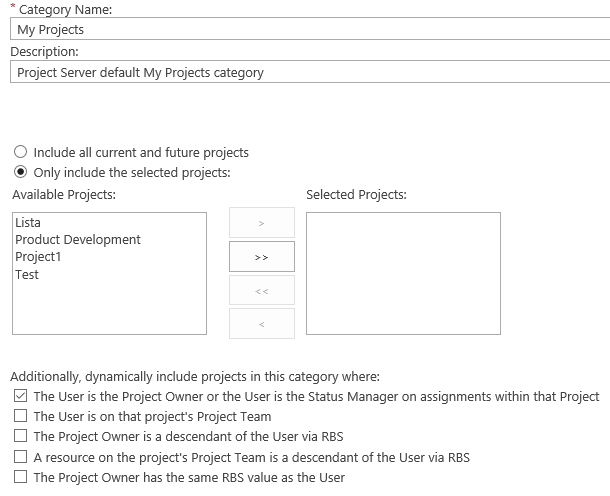 * Category Name:
My Projects
Description:
Project Server default My Projects category
Include all current and future projects
Only include the selected projects:
Available Projects:
Selected Projects:
Lista
Product Development
Project1
Test
>
>>
<<
<
Additionally, dynamically include projects in this category where:
The User is the Project Owner or the User is the Status Manager on assignments within that Project
The User is on that project's Project Team
The Project Owner is a descendant of the User via RBS
A resource on the project's Project Team is a descendant of the User via RBS
The Project Owner has the same RBS value as the User